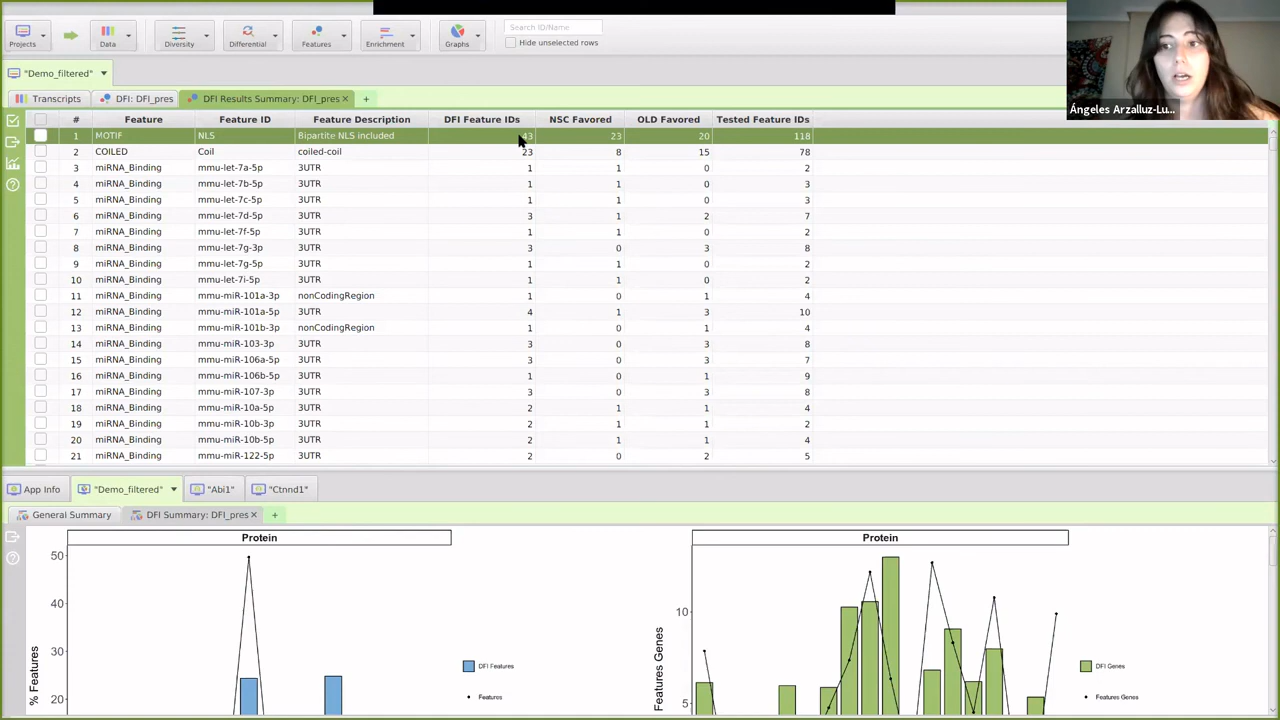 Projects
Data
Diversity
Differential
Features
Enrichment
Graphs
Search ID/Name
Hide unselected rows
Ángeles Arzalluz-Lu...
"Demo_filtered"
Transcripts
DFI: DFI_pres
DFI Results Summary: DFI_pres
# Feature Feature ID Feature Description DFI Feature IDs NSC Favored OLD Favored Tested Feature IDs
1 MOTIF NLS Bipartite NLS included 43 23 20 118
2 COILED Coil coiled-coil 23 8 15 78
3 miRNA_Binding mmu-let-7a-5p 3UTR 1 1 0 2
4 miRNA_Binding mmu-let-7b-5p 3UTR 1 1 0 3
5 miRNA_Binding mmu-let-7c-5p 3UTR 1 1 0 3
6 miRNA_Binding mmu-let-7d-5p 3UTR 3 1 2 7
7 miRNA_Binding mmu-let-7f-5p 3UTR 1 1 0 2
8 miRNA_Binding mmu-let-7g-3p 3UTR 3 0 3 8
9 miRNA_Binding mmu-let-7g-5p 3UTR 1 1 0 2
10 miRNA_Binding mmu-let-7i-5p 3UTR 1 1 0 2
11 miRNA_Binding mmu-miR-101a-3p nonCodingRegion 1 0 1 4
12 miRNA_Binding mmu-miR-101a-5p 3UTR 4 1 3 10
13 miRNA_Binding mmu-miR-101b-3p nonCodingRegion 1 0 1 4
14 miRNA_Binding mmu-miR-103-3p 3UTR 3 0 3 8
15 miRNA_Binding mmu-miR-106a-5p 3UTR 3 0 3 7
16 miRNA_Binding mmu-miR-106b-5p 3UTR 1 0 1 9
17 miRNA_Binding mmu-miR-107-3p 3UTR 3 0 3 8
18 miRNA_Binding mmu-miR-10a-5p 3UTR 2 1 1 4
19 miRNA_Binding mmu-miR-10b-3p 3UTR 2 1 1 2
20 miRNA_Binding mmu-miR-10b-5p 3UTR 2 1 1 4
21 miRNA_Binding mmu-miR-122-5p 3UTR 2 0 2 5
App Info
"Demo_filtered"
"Abi1"
"Ctnnd1"
General Summary
DFI Summary: DFI_pres
Protein
50
40
30
20
% Features
DFI Features
Features
Protein
10
5
Features Genes
DFI Genes
Features Genes